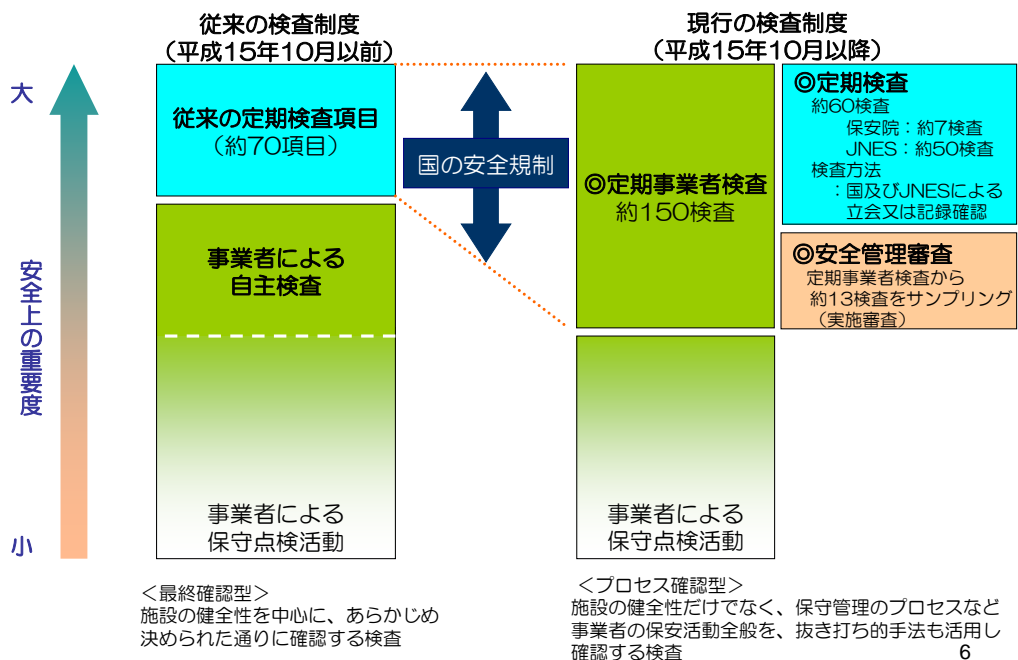 従来の検査制度
（平成15年10月以前）
現行の検査制度
（平成15年10月以降）
大
安全上の重要度
小
従来の定期検査項目
（約70項目）
事業者による
自主検査
事業者による
保守点検活動
国の安全規制
◎定期事業者検査
約150検査
事業者による
保守点検活動
◎定期検査
約60検査
保安院：約7検査
JNES：約50検査
検査方法
：国及びJNESによる
立会又は記録確認
◎安全管理審査
定期事業者検査から
約13検査をサンプリング
（実施審査）
＜最終確認型＞
施設の健全性を中心に、あらかじめ
決められた通りに確認する検査
＜プロセス確認型＞
施設の健全性だけでなく、保守管理のプロセスなど
事業者の保安活動全般を、抜き打ち的手法も活用し
確認する検査
6